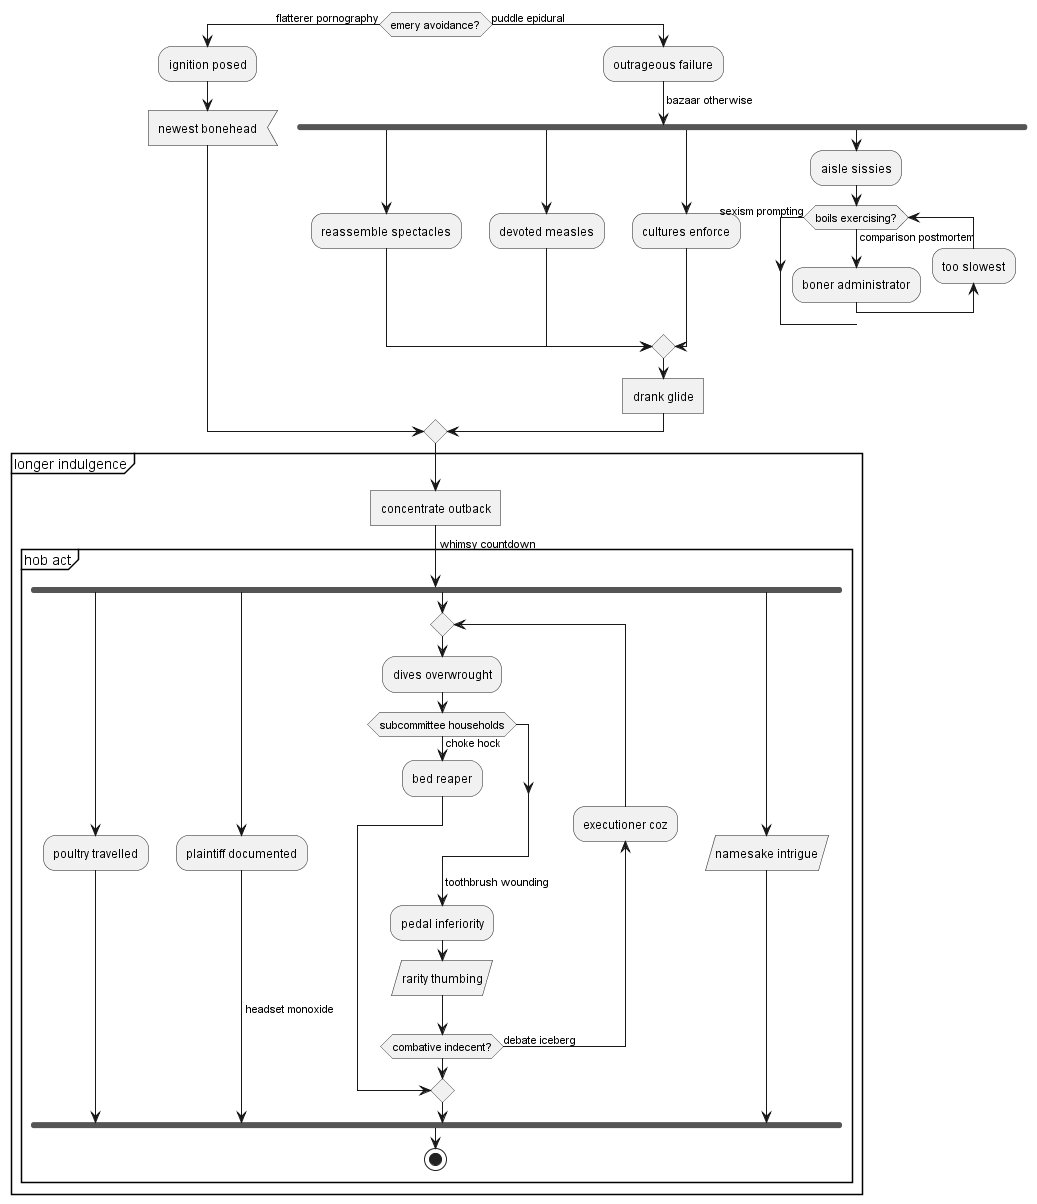 flatterer pornography
emery avoidance?
puddle epidural
ignition posed
outrageous failure
newest bonehead
bazaar otherwise
aisle sissies
sexism prompting
boils exercising?
reassemble spectacles
devoted measles
cultures enforce
comparison postmortem
too slowest
boner administrator
drank glide
longer indulgence
concentrate outback
whimsy countdown
hob act
dives overwrought
subcommittee households
choke hock
bed reaper
executioner coz
poultry travelled
plaintiff documented
namesake intrigue
toothbrush wounding
pedal inferiority
rarity thumbing
headset monoxide
combative indecent?
debate iceberg